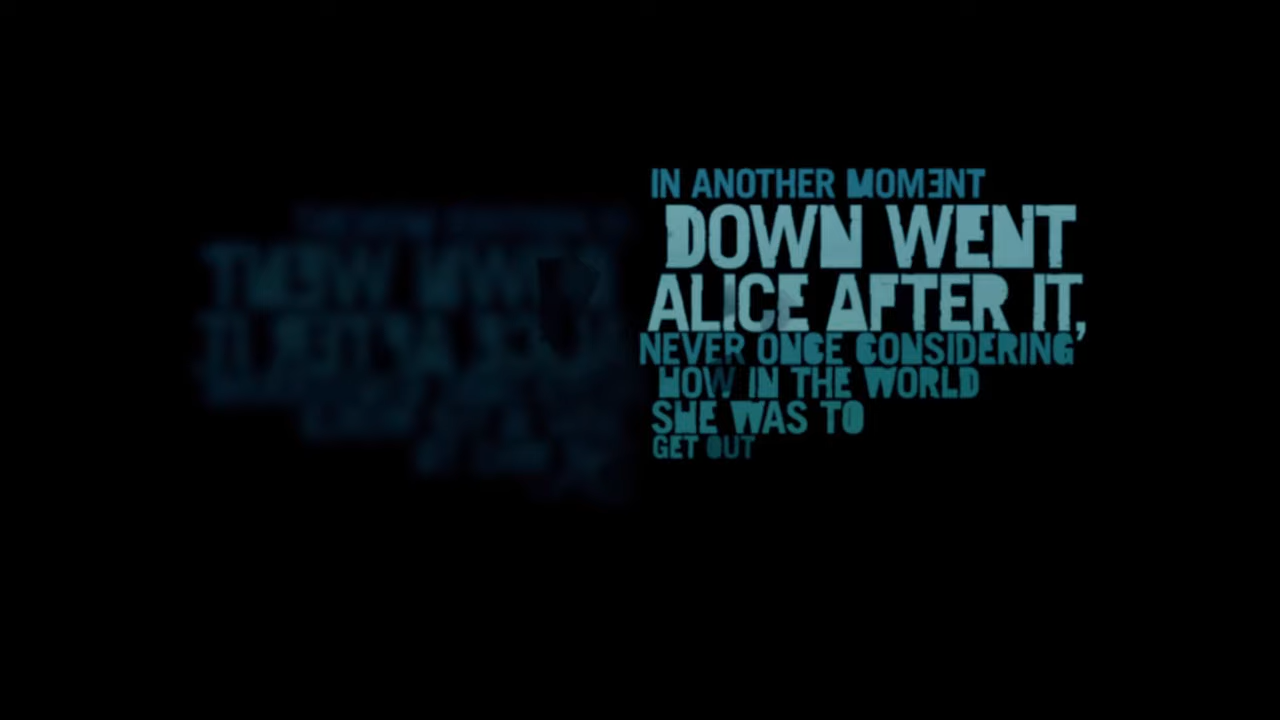 IN ANOTHER MOMENT
DOWN WENT
ALICE AFTER IT,
NEVER ONCE CONSIDERING
HOW IN THE WORLD
SHE WAS TO
GET OUT